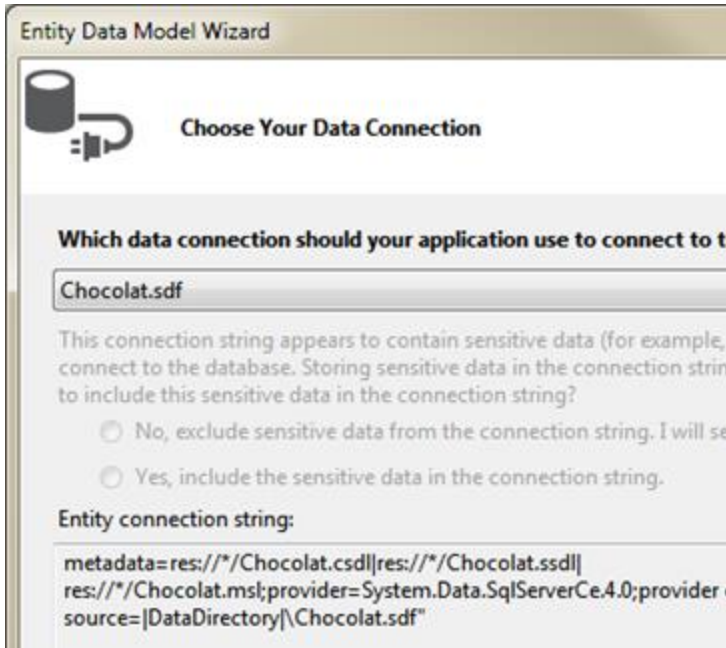 Entity Data Model Wizard
Choose Your Data Connection
Which data connection should your application use to connect to t
Chocolat.sdf
This connection string appears to contain sensitive data (for example,
connect to the database. Storing sensitive data in the connection strin
to include this sensitive data in the connection string?
No, exclude sensitive data from the connection string. I will se
Yes, include the sensitive data in the connection string.
Entity connection string:
metadata=res://*/Chocolat.csdl|res://*/Chocolat.ssdl|
res://*/Chocolat.msl;provider=System.Data.SqlServerCe.4.0;provider
source=|DataDirectory|\Chocolat.sdf"